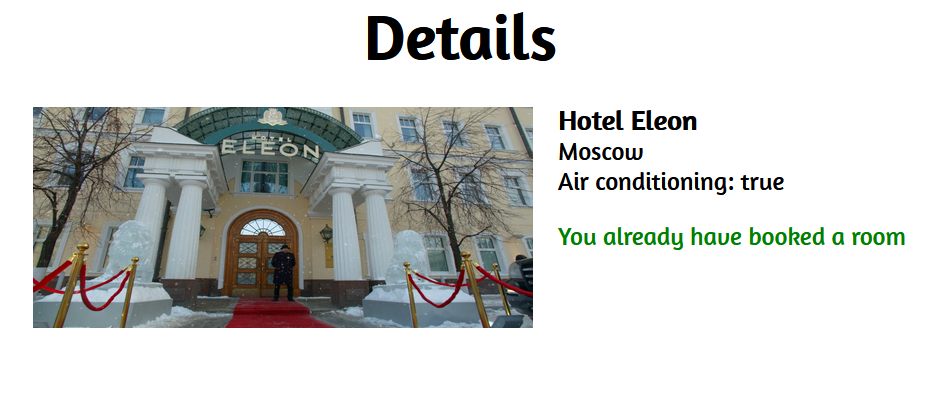 Details
HOTEL
ELEON
Hotel Eleon
Moscow
Air conditioning: true
You already have booked a room